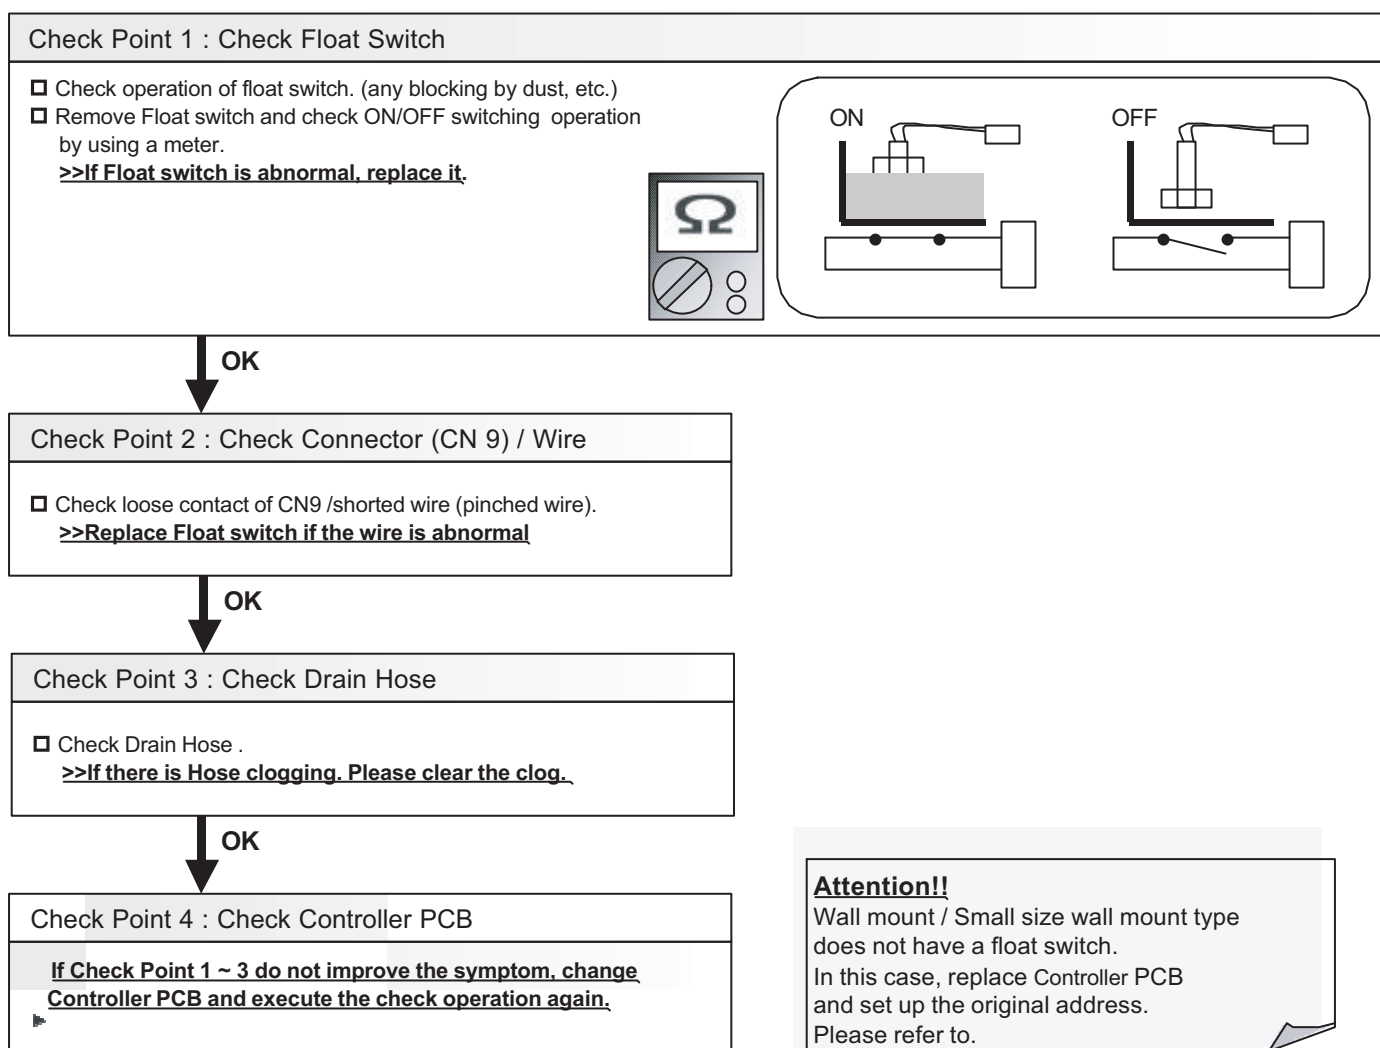 Check Point 1 : Check Float Switch
Check operation of float switch. (any blocking by dust, etc.)
Remove Float switch and check ON/OFF switching operation
by using a meter.
>>If Float switch is abnormal, replace it.
Ω
ON
OFF
OK
Check Point 2 : Check Connector (CN 9) / Wire
Check loose contact of CN9 /shorted wire (pinched wire).
>>Replace Float switch if the wire is abnormal
OK
Check Point 3 : Check Drain Hose
Check Drain Hose .
>>If there is Hose clogging. Please clear the clog.
OK
Check Point 4 : Check Controller PCB
If Check Point 1 ~ 3 do not improve the symptom, change
Controller PCB and execute the check operation again.
Attention!!
Wall mount / Small size wall mount type
does not have a float switch.
In this case, replace Controller PCB
and set up the original address.
Please refer to.